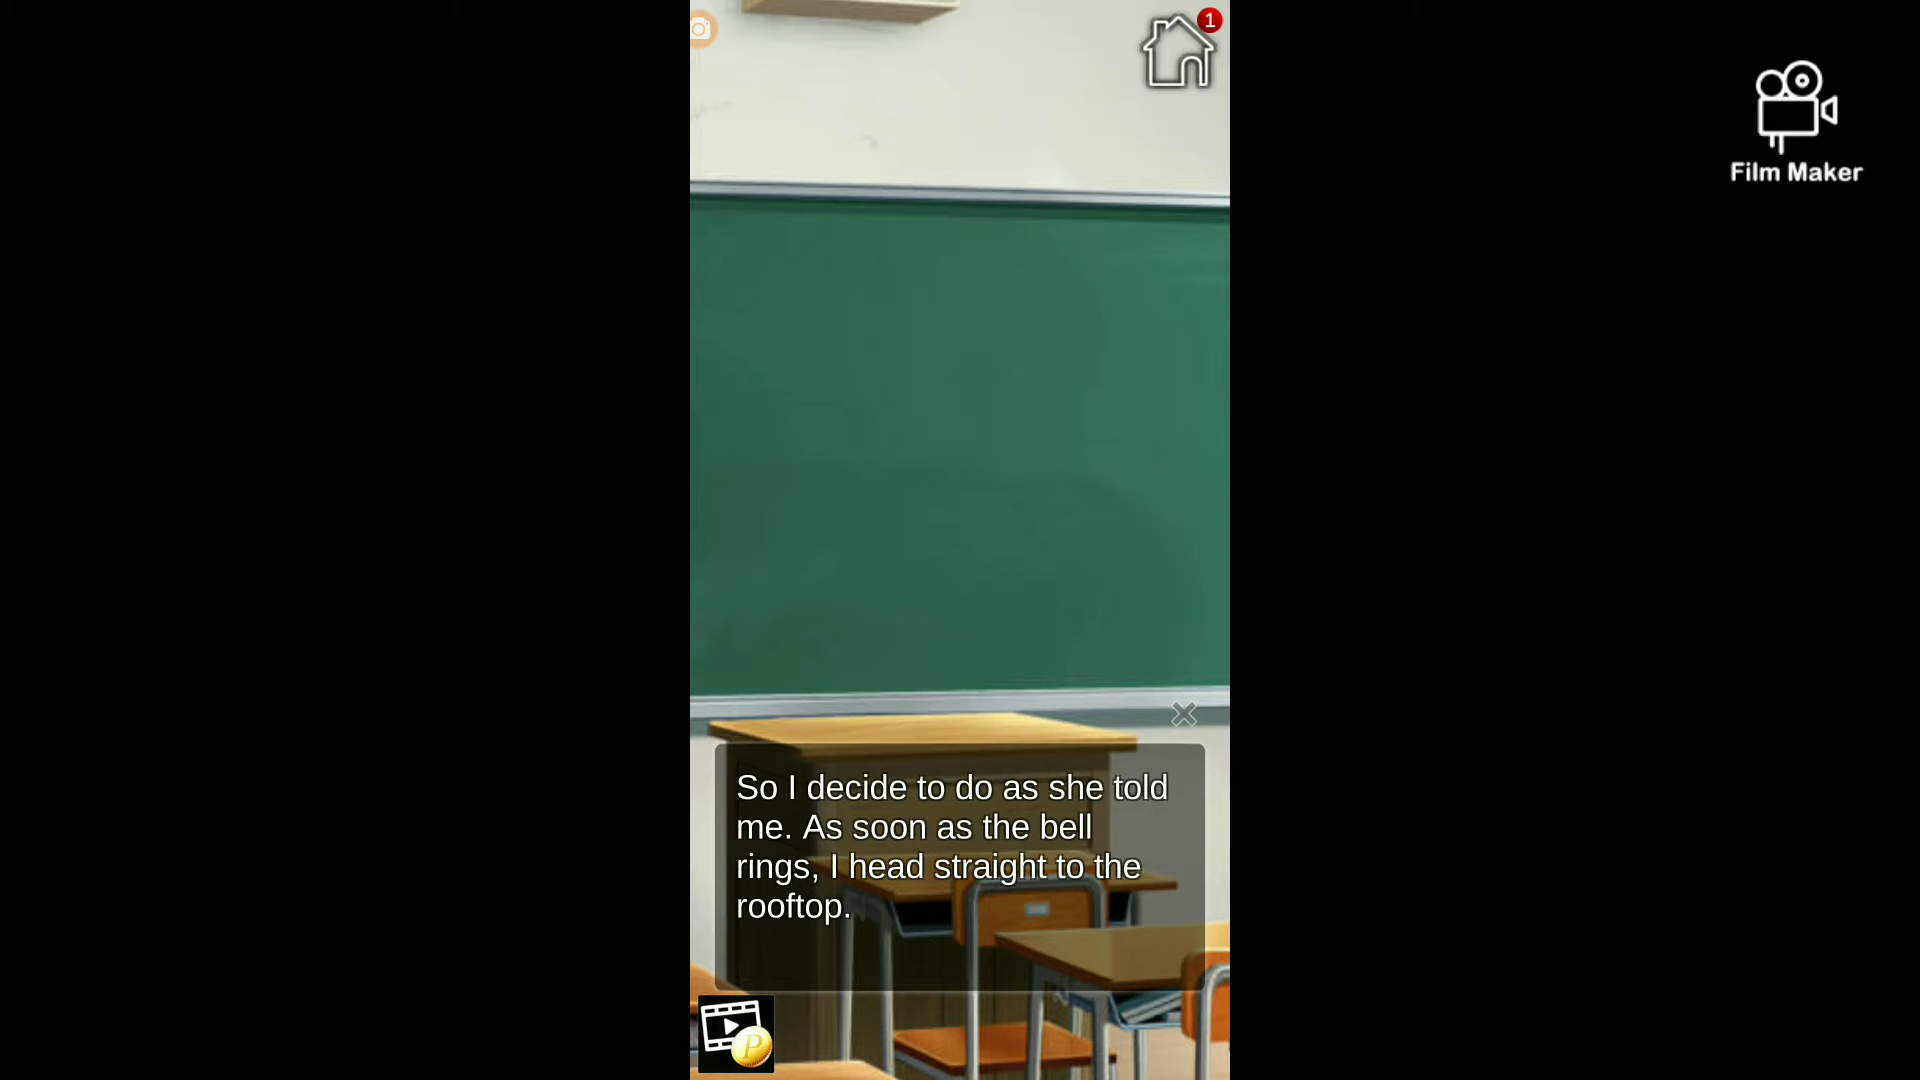 1
Film Maker
So I decide to do as she told
me. As soon as the bell
rings, I head straight to the
rooftop.
P